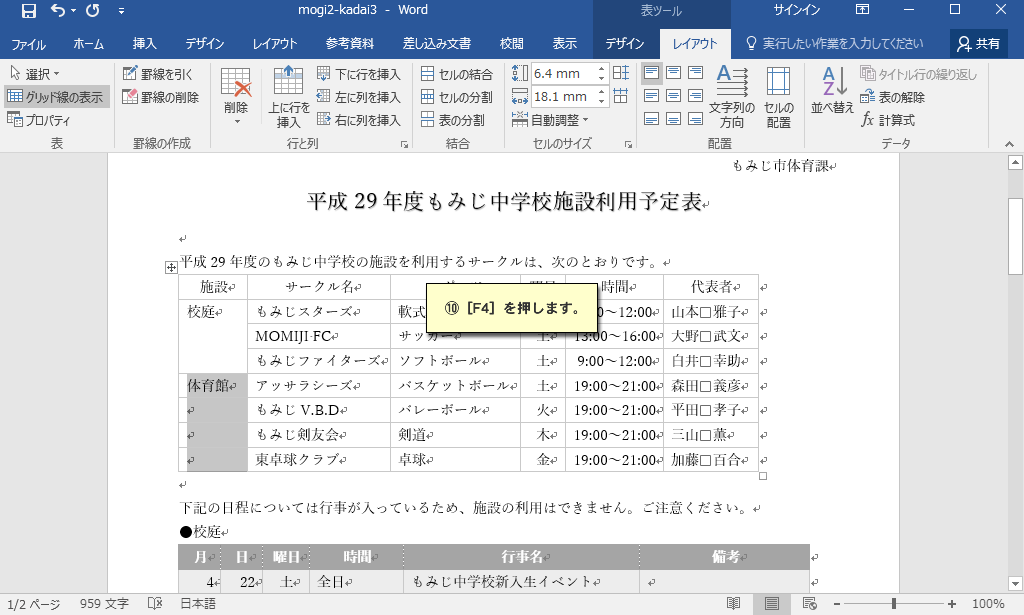 mogi2-kadai3 - Word
表ツール
サインイン
ファイル ホーム 挿入 デザイン レイアウト 参考資料 差し込み文書 校閲 表示 デザイン レイアウト 実行したい作業を入力してください 共有
選択
グリッド線の表示
プロパティ
表
罫線を引く
罫線の削除
罫線の作成
削除
上に行を
挿入
下に行を挿入
左に列を挿入
右に列を挿入
行と列
セルの結合
セルの分割
表の分割
結合
6.4 mm
18.1 mm
自動調整
セルのサイズ
文字列の
方向
セルの
配置
配置
並べ替え
タイトル行の繰り返し
表の解除
計算式
データ
もみじ市体育課
平成 29 年度もみじ中学校施設利用予定表
平成 29 年度のもみじ中学校の施設を利用するサークルは、次のとおりです。
施設 サークル名 時間 代表者
校庭 もみじスターズ 軟式 〜12:00 山本□雅子
MOMIJI·FC サッカー 土 13:00〜16:00 大野□武文
もみじファイターズ ソフトボール 土 9:00〜12:00 白井□幸助
体育館 アッサラシーズ バスケットボール 土 19:00〜21:00 森田□義彦
もみじ V.B.D バレーボール 火 19:00〜21:00 平田□孝子
もみじ剣友会 剣道 木 19:00〜21:00 三山□薫
東卓球クラブ 卓球 金 19:00〜21:00 加藤□百合
⑩［F4］を押します。
下記の日程については行事が入っているため、施設の利用はできません。ご注意ください。
●校庭
月 日 曜日 時間 行事名 備考
4 22 土 全日 もみじ中学校新入生イベント
1/2 ページ 959 文字 日本語 100%